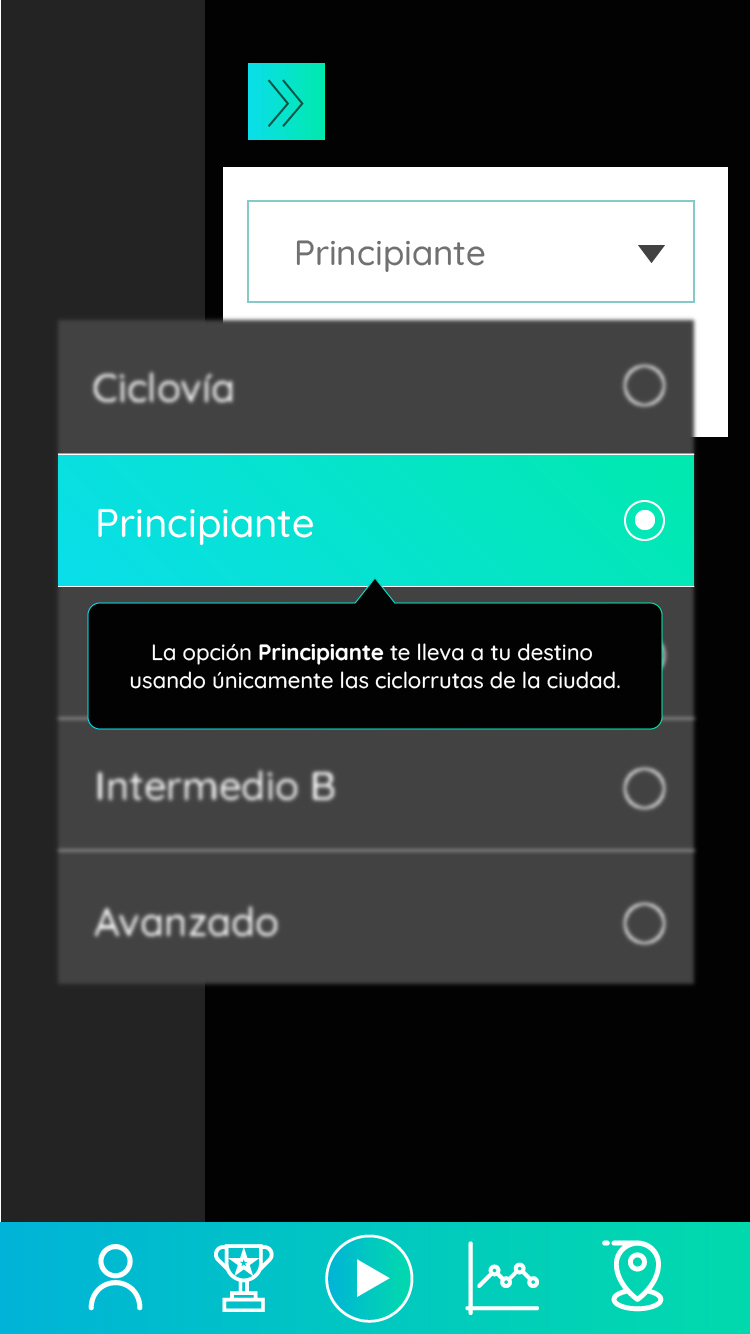 Principiante
Ciclovía
Principiante
La opción Principiante te lleva a tu destino
usando únicamente las ciclorrutas de la ciudad.
Intermedio B
Avanzado